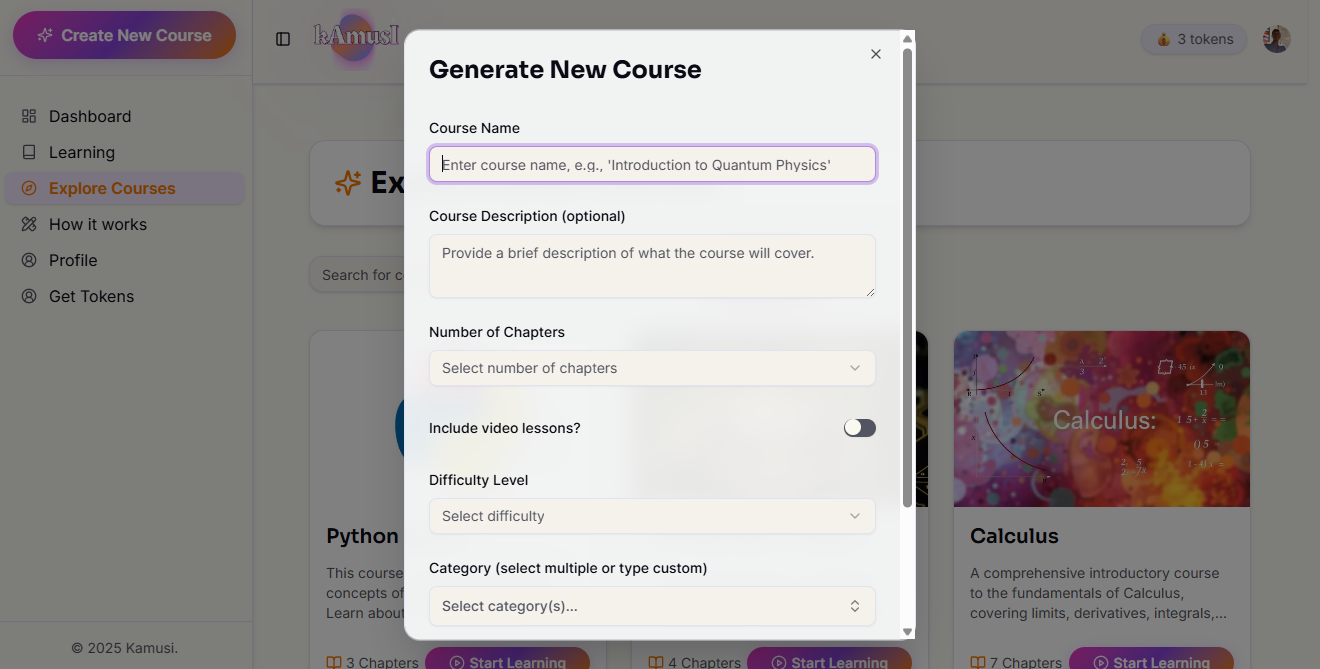 Create New Course
kAmusI
3 tokens
Dashboard
Learning
Explore Courses
How it works
Profile
Get Tokens
© 2025 Kamusi.
Ex
Search for c
Generate New Course
Course Name
Enter course name, e.g., 'Introduction to Quantum Physics'
Course Description (optional)
Provide a brief description of what the course will cover.
Number of Chapters
Select number of chapters
Include video lessons?
Difficulty Level
Select difficulty
Category (select multiple or type custom)
Select category(s)...
Python
This course
concepts of
Learn about
3 Chapters
Start Learning
4 Chapters
Start Learning
Calculus:
Calculus
A comprehensive introductory course
to the fundamentals of Calculus,
covering limits, derivatives, integrals,...
7 Chapters
Start Learning